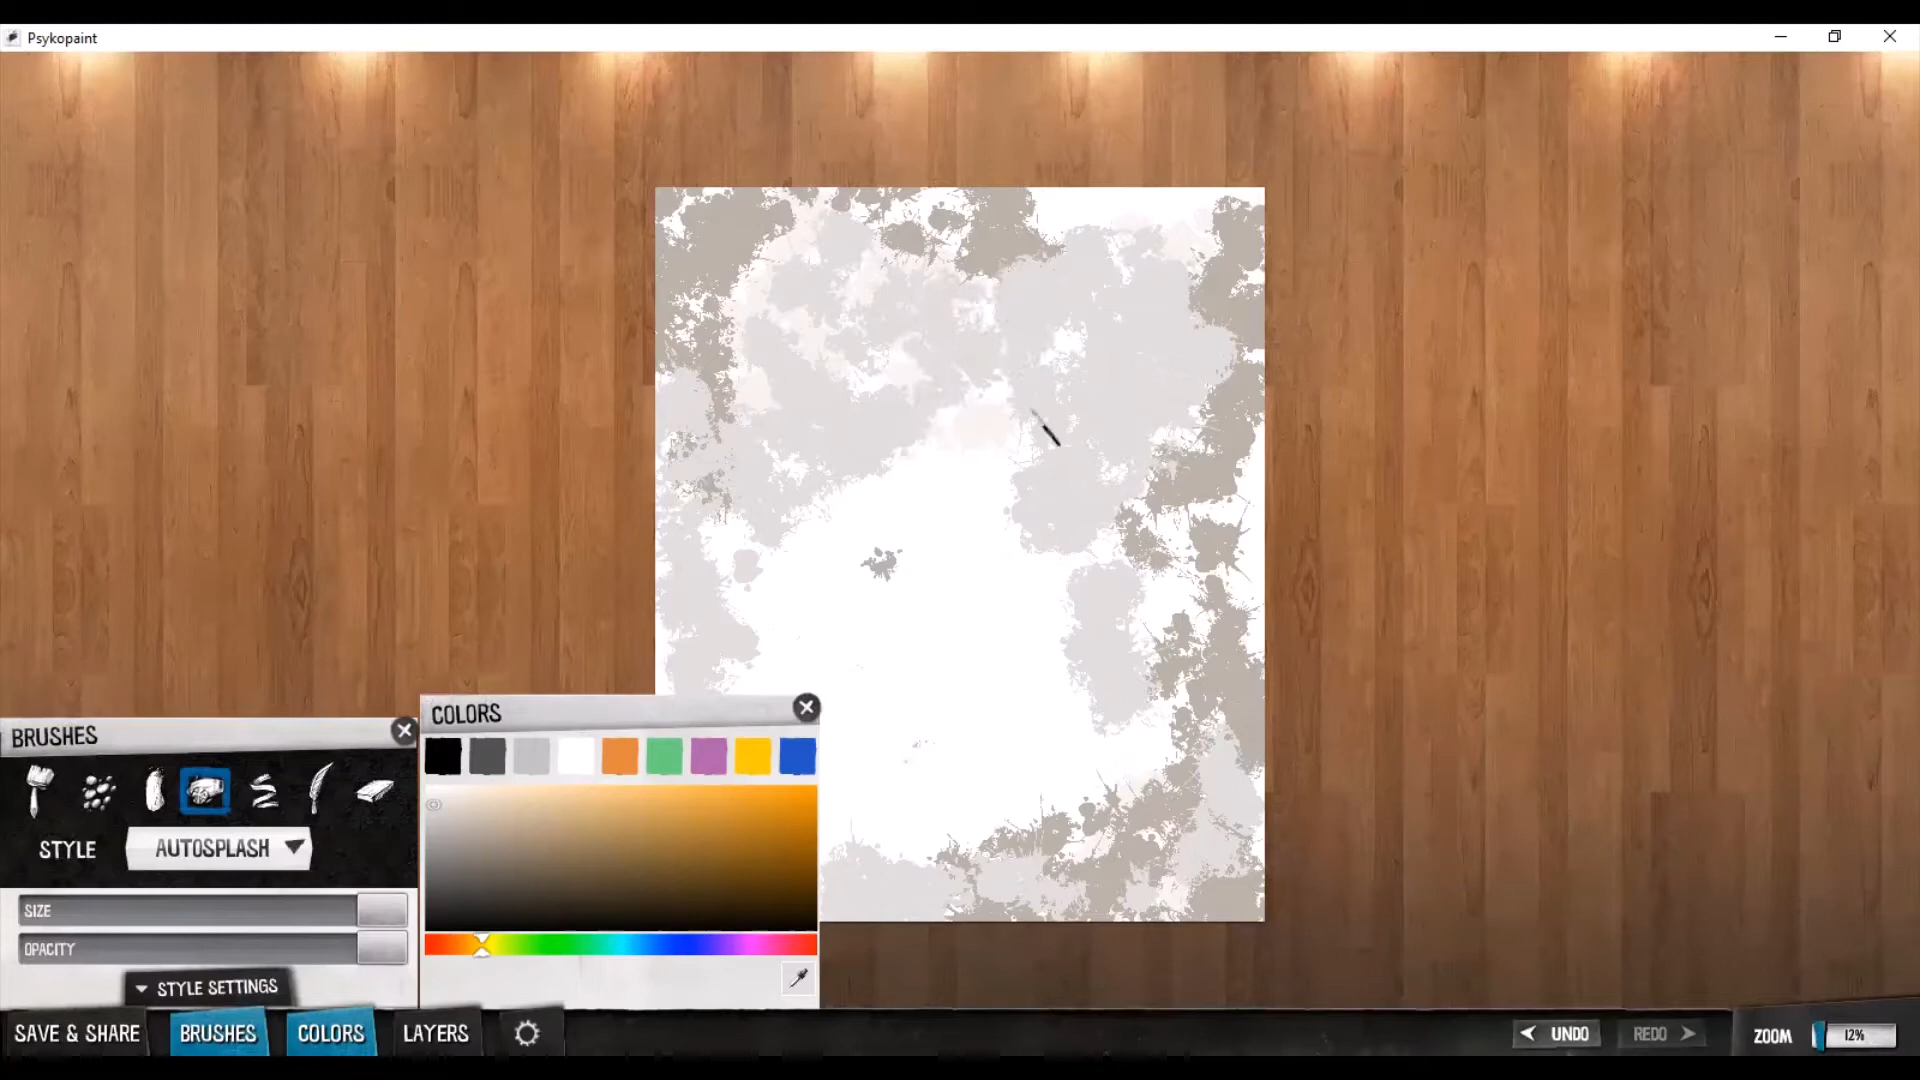 Psykopaint
COLORS
BRUSHES
STYLE
AUTOSPLASH
SIZE
OPACITY
STYLE SETTINGS
SAVE & SHARE
BRUSHES
COLORS
LAYERS
UNDO
REDO
ZOOM
12%